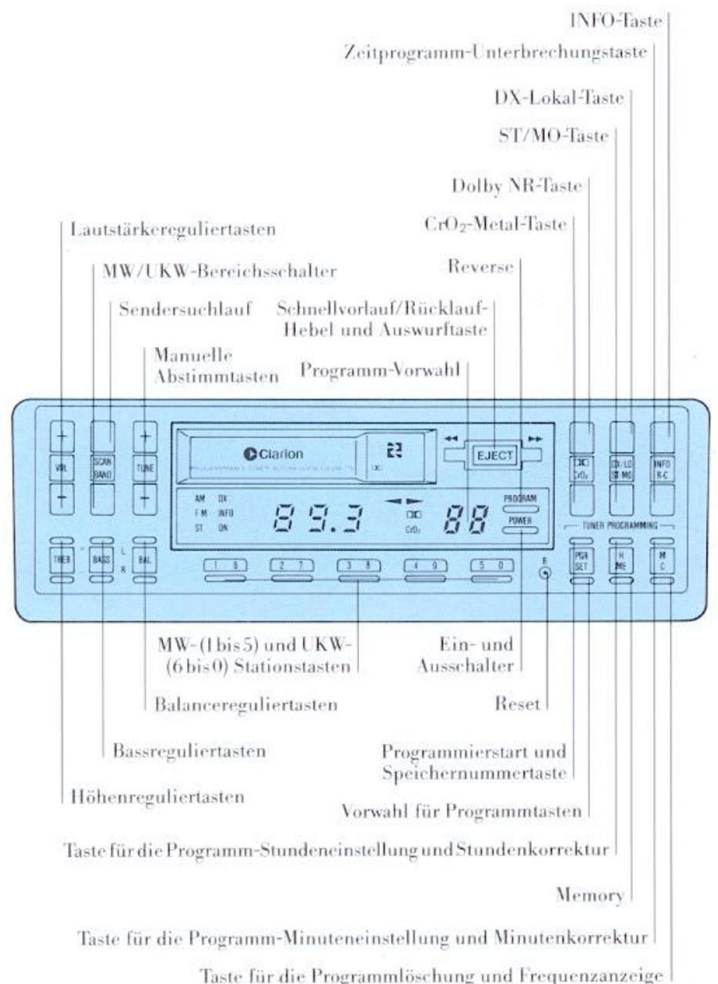 INFO-Taste
Zeitprogramm-Unterbrechungstaste
DX-Lokal-Taste
ST/MO-Taste
Dolby NR-Taste
CrO₂-Metal-Taste
Lautstärkereguliertasten
MW/UKW-Bereichsschalter
Reverse
Sendersuchlauf
Schnellvorlauf/Rücklauf-
Hebel und Auswurftaste
Manuelle
Abstimmtasten
Programm-Vorwahl
+
VOL
−
SCAN
BAND
+
TUNE
−
Clarion
EJECT
CrO₂
DX/LO
ST/MO
INFO
R·C
AM DX
FM INFO
ST ON
89.3
CrO₂
88
PROGRAM
POWER
TUNER PROGRAMMING
TREB
BASS
L
R
BAL
1 6
2 7
3 8
4 9
5 0
R
PGR
SET
H
ME
M
C
MW-(1 bis 5) und UKW-
(6 bis 0) Stationstasten
Ein- und
Ausschalter
Balancereguliertasten
Reset
Bassreguliertasten
Programmierstart und
Speichernummertaste
Höhenreguliertasten
Vorwahl für Programmtasten
Taste für die Programm-Stundeneinstellung und Stundenkorrektur
Memory
Taste für die Programm-Minuteneinstellung und Minutenkorrektur
Taste für die Programmlöschung und Frequenzanzeige